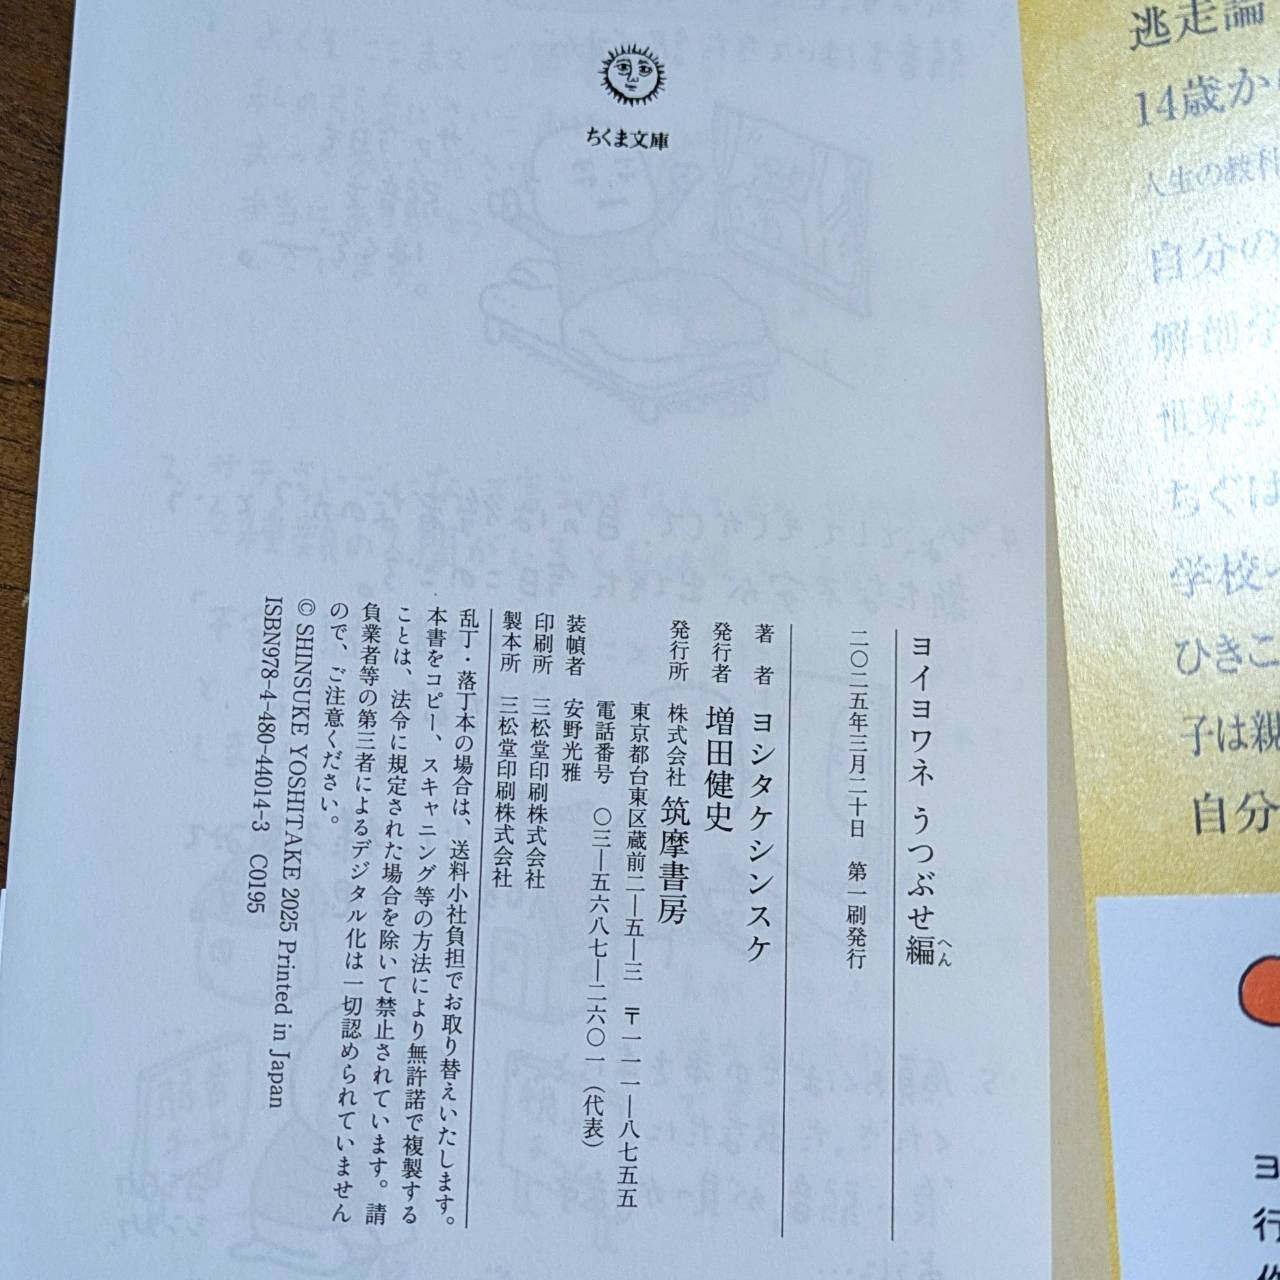 ちくま文庫
ヨイヨワネ うつぶせ編
へん
二〇二五年三月二十日 第一刷発行
著 者 ヨシタケシンスケ
発行者 増田健史
発行所 株式会社 筑摩書房
東京都台東区蔵前二―五―三 〒一一一―八七五五
電話番号 〇三―五六八七―二六〇一（代表）
装幀者 安野光雅
印刷所 三松堂印刷株式会社
製本所 三松堂印刷株式会社
乱丁・落丁本の場合は、送料小社負担でお取り替えいたします。
本書をコピー、スキャニング等の方法により無許諾で複製する
ことは、法令に規定された場合を除いて禁止されています。請
負業者等の第三者によるデジタル化は一切認められていません
ので、ご注意ください。
© SHINSUKE YOSHITAKE 2025 Printed in Japan
ISBN978-4-480-44014-3 C0195
逃走論
14歳か
人生の教科
自分の
解剖学
世界が
ちぐは
学校
ひきこ
子は親
自分
ヨ
行